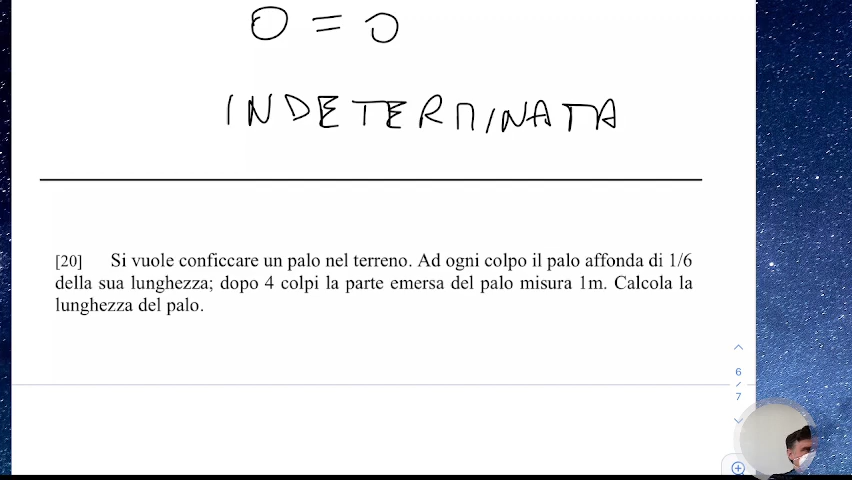 0 = 0
INDETERMINATA
[20] Si vuole conficcare un palo nel terreno. Ad ogni colpo il palo affonda di 1/6
della sua lunghezza; dopo 4 colpi la parte emersa del palo misura 1m. Calcola la
lunghezza del palo.
6
/
7